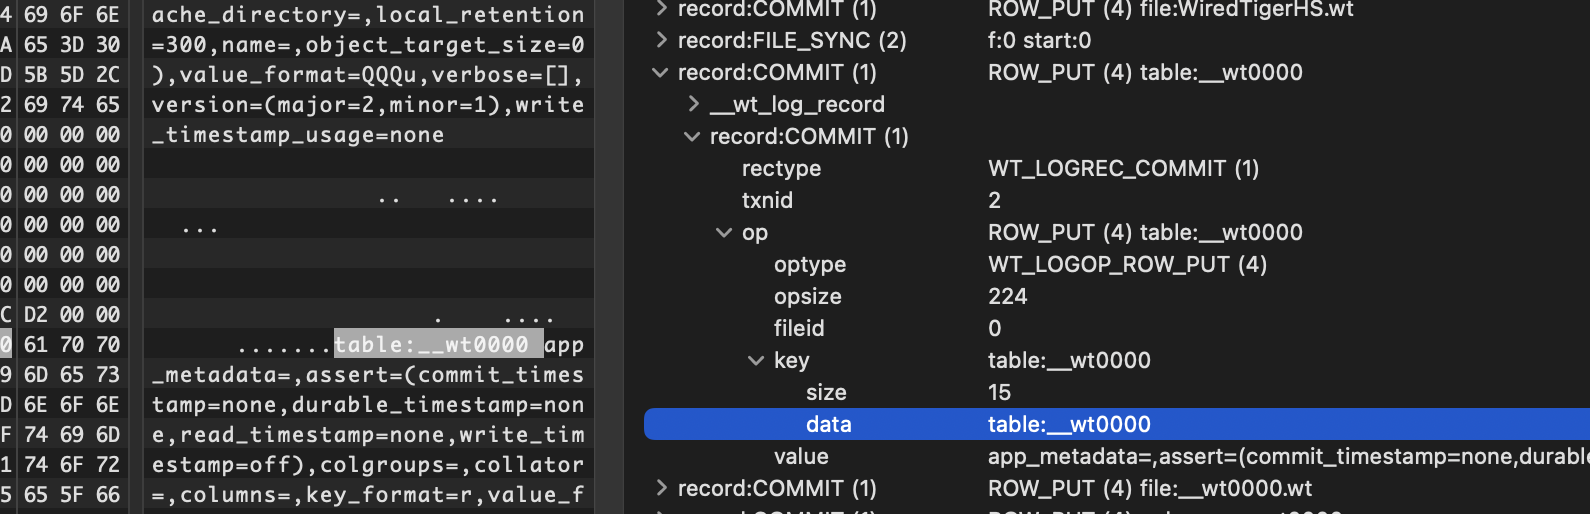 4 69 6F 6E ache_directory=,local_retention
A 65 3D 30 =300,name=,object_target_size=0
D 5B 5D 2C ),value_format=QQQu,verbose=[],
2 69 74 65 version=(major=2,minor=1),write
0 00 00 00 _timestamp_usage=none
0 00 00 00
0 00 00 00 .. ....
0 00 00 00 ...
0 00 00 00
0 00 00 00
C D2 00 00 . ....
0 61 70 70 .......table:__wt0000 app
9 6D 65 73 _metadata=,assert=(commit_times
D 6E 6F 6E tamp=none,durable_timestamp=non
F 74 69 6D e,read_timestamp=none,write_tim
1 74 6F 72 estamp=off),colgroups=,collator
5 65 5F 66 =,columns=,key_format=r,value_f
record:COMMIT (1) ROW_PUT (4) file:WiredTigerHS.wt
record:FILE_SYNC (2) f:0 start:0
record:COMMIT (1) ROW_PUT (4) table:__wt0000
__wt_log_record
record:COMMIT (1)
rectype WT_LOGREC_COMMIT (1)
txnid 2
op ROW_PUT (4) table:__wt0000
optype WT_LOGOP_ROW_PUT (4)
opsize 224
fileid 0
key table:__wt0000
size 15
data table:__wt0000
value app_metadata=,assert=(commit_timestamp=none,durable
record:COMMIT (1) ROW_PUT (4) file:__wt0000.wt